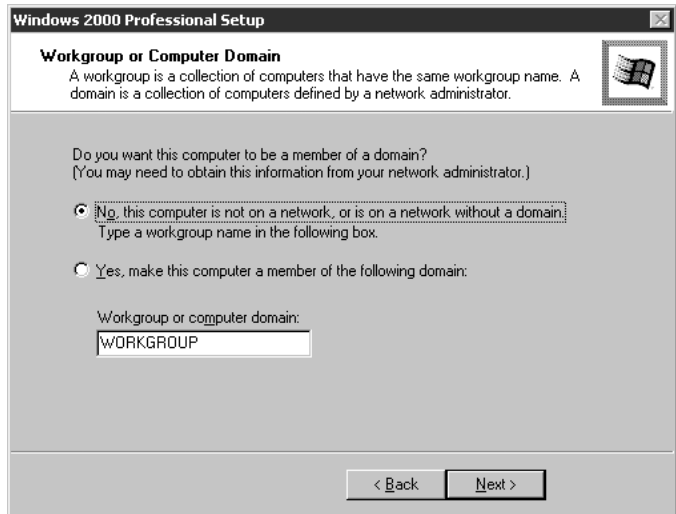 Windows 2000 Professional Setup
Workgroup or Computer Domain
A workgroup is a collection of computers that have the same workgroup name. A
domain is a collection of computers defined by a network administrator.
Do you want this computer to be a member of a domain?
(You may need to obtain this information from your network administrator.)
No, this computer is not on a network, or is on a network without a domain.
Type a workgroup name in the following box.
Yes, make this computer a member of the following domain:
Workgroup or computer domain:
WORKGROUP
< Back Next >